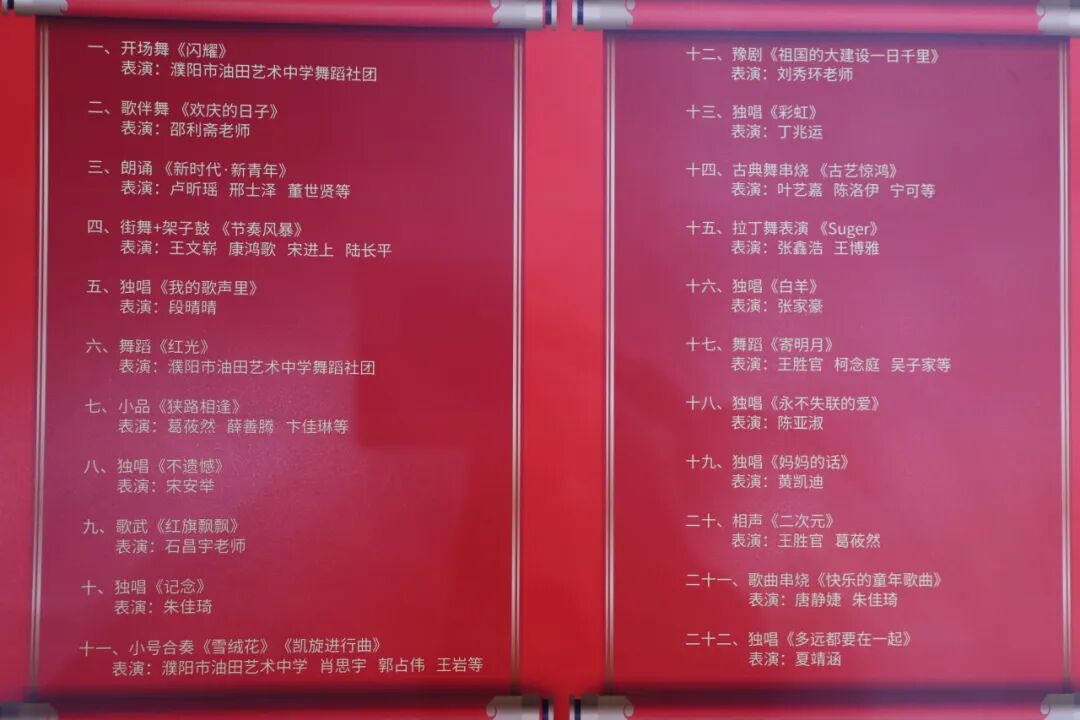 一、开场舞《闪耀》
表演：濮阳市油田艺术中学舞蹈社团
二、歌伴舞 《欢庆的日子》
表演：邵利斋老师
三、朗诵 《新时代·新青年》
表演：卢昕瑶 邢士泽 董世贤等
四、街舞+架子鼓 《节奏风暴》
表演：王文崭 康鸿歌 宋进上 陆长平
五、独唱《我的歌声里》
表演：段晴晴
六、舞蹈《红光》
表演：濮阳市油田艺术中学舞蹈社团
七、小品《狭路相逢》
表演：葛莜然 薛善腾 卞佳琳等
八、独唱《不遗憾》
表演：宋安举
九、歌武《红旗飘飘》
表演：石昌宇老师
十、独唱《记念》
表演：朱佳琦
十一、小号合奏《雪绒花》《凯旋进行曲》
表演：濮阳市油田艺术中学 肖思宇 郭占伟 王岩等
十二、豫剧《祖国的大建设一日千里》
表演：刘秀环老师
十三、独唱《彩虹》
表演：丁兆运
十四、古典舞串烧 《古艺惊鸿》
表演：叶艺嘉 陈洛伊 宁可等
十五、拉丁舞表演 《Suger》
表演：张鑫浩 王博雅
十六、独唱《白羊》
表演：张家豪
十七、舞蹈《寄明月》
表演：王胜官 柯念庭 吴子家等
十八、独唱《永不失联的爱》
表演：陈亚淑
十九、独唱《妈妈的话》
表演：黄凯迪
二十、相声《二次元》
表演：王胜官 葛莜然
二十一、歌曲串烧《快乐的童年歌曲》
表演：唐静婕 朱佳琦
二十二、独唱《多远都要在一起》
表演：夏靖涵